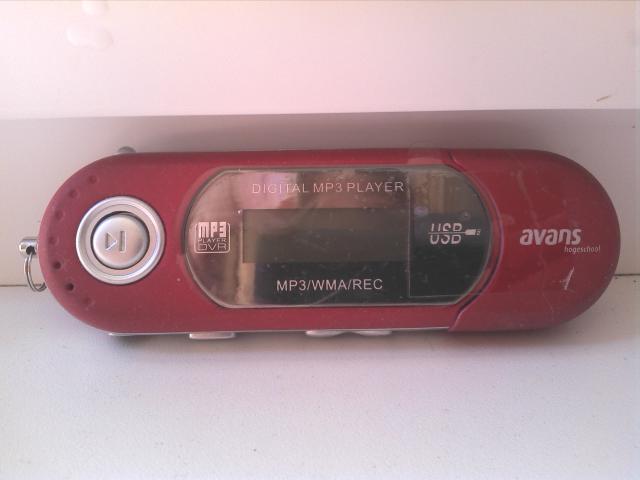 DIGITAL MP3 PLAYER
MP3
PLAYER
DVR
USB
MP3/WMA/REC
avans
hogeschool